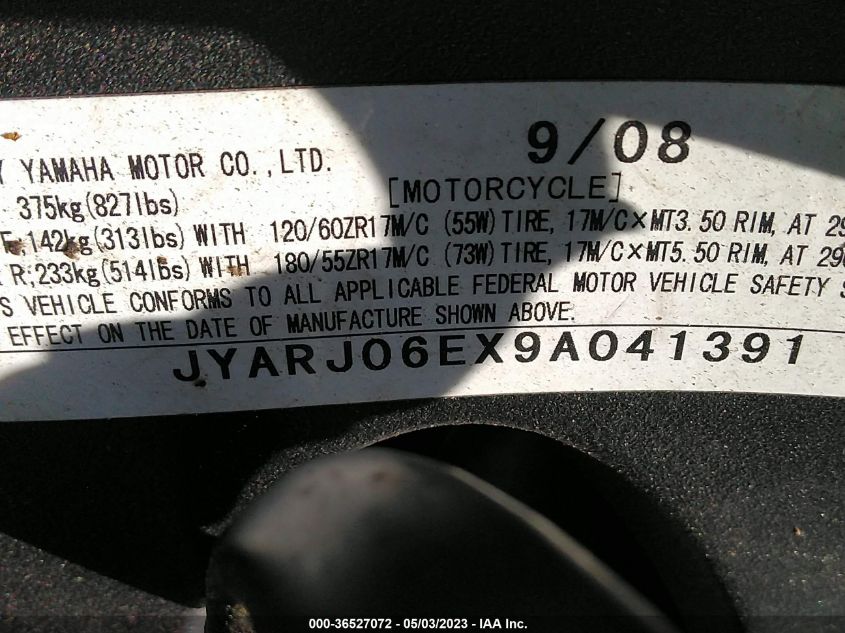 YAMAHA MOTOR CO.,LTD.
9/08
375kg(827lbs)
[MOTORCYCLE]
F,142kg(313lbs) WITH 120/60ZR17M/C (55W) TIRE, 17M/C×MT3.50 RIM, AT 29
R,233kg(514lbs) WITH 180/55ZR17M/C (73W) TIRE, 17M/C×MT5.50 RIM, AT 29
S VEHICLE CONFORMS TO ALL APPLICABLE FEDERAL MOTOR VEHICLE SAFETY S
EFFECT ON THE DATE OF MANUFACTURE SHOWN ABOVE.
JYARJ06EX9A041391
000-36527072 - 05/03/2023 - IAA Inc.